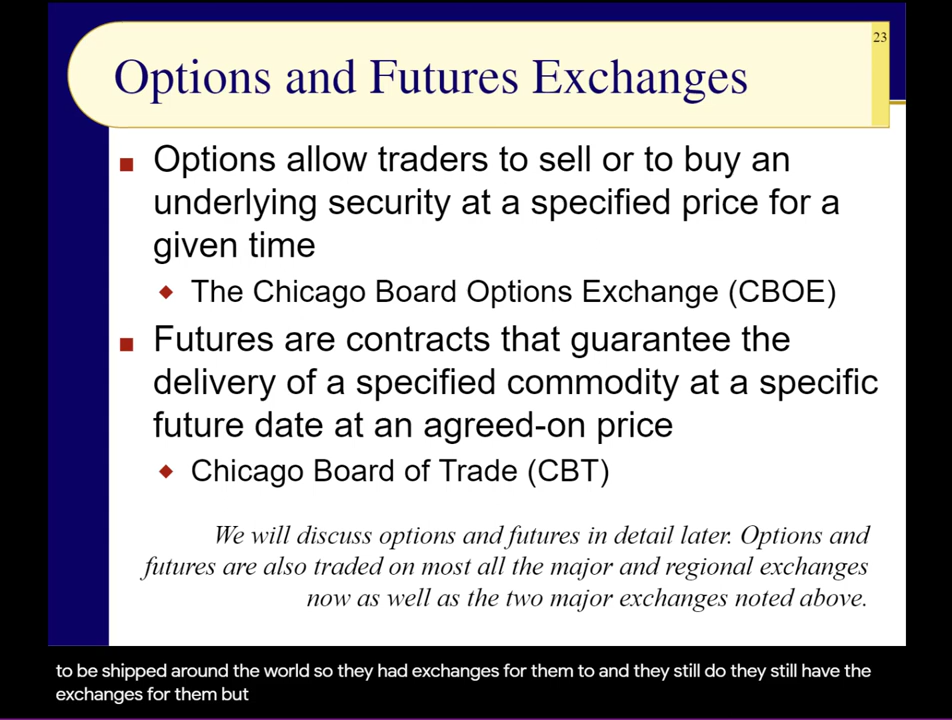 23
Options and Futures Exchanges
Options allow traders to sell or to buy an
underlying security at a specified price for a
given time
The Chicago Board Options Exchange (CBOE)
Futures are contracts that guarantee the
delivery of a specified commodity at a specific
future date at an agreed-on price
Chicago Board of Trade (CBT)
We will discuss options and futures in detail later. Options and
futures are also traded on most all the major and regional exchanges
now as well as the two major exchanges noted above.
to be shipped around the world so they had exchanges for them to and they still do they still have the
exchanges for them but